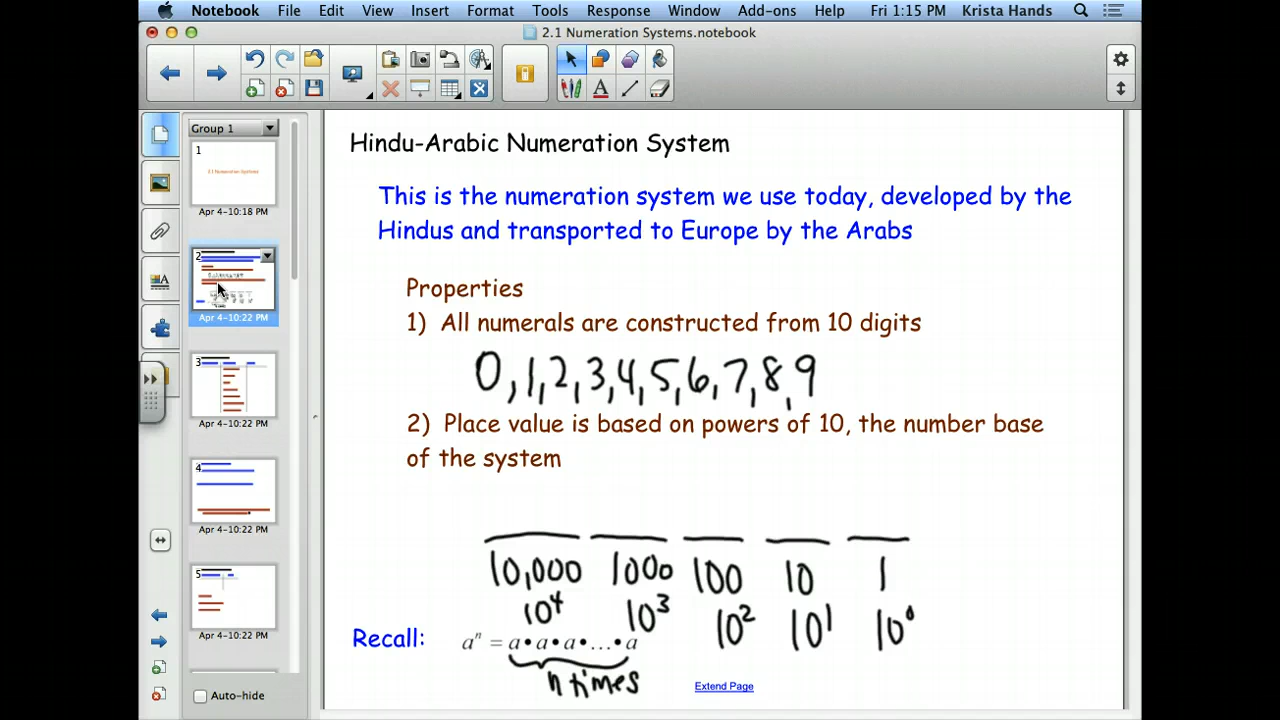 Notebook File Edit View Insert Format Tools Response Window Add-ons Help Fri 1:15 PM Krista Hands
2.1 Numeration Systems.notebook
Group 1
1
2.1 Numeration Systems
Apr 4-10:18 PM
2
Apr 4-10:22 PM
3
Apr 4-10:22 PM
4
Apr 4-10:22 PM
5
Apr 4-10:22 PM
Auto-hide
Hindu-Arabic Numeration System
This is the numeration system we use today, developed by the
Hindus and transported to Europe by the Arabs
Properties
1) All numerals are constructed from 10 digits
0,1,2,3,4,5,6,7,8,9
2) Place value is based on powers of 10, the number base
of the system
10,000 1000 100 10 1
10⁴ 10³ 10² 10¹ 10⁰
Recall: aⁿ = a•a•a•...•a
n times
Extend Page